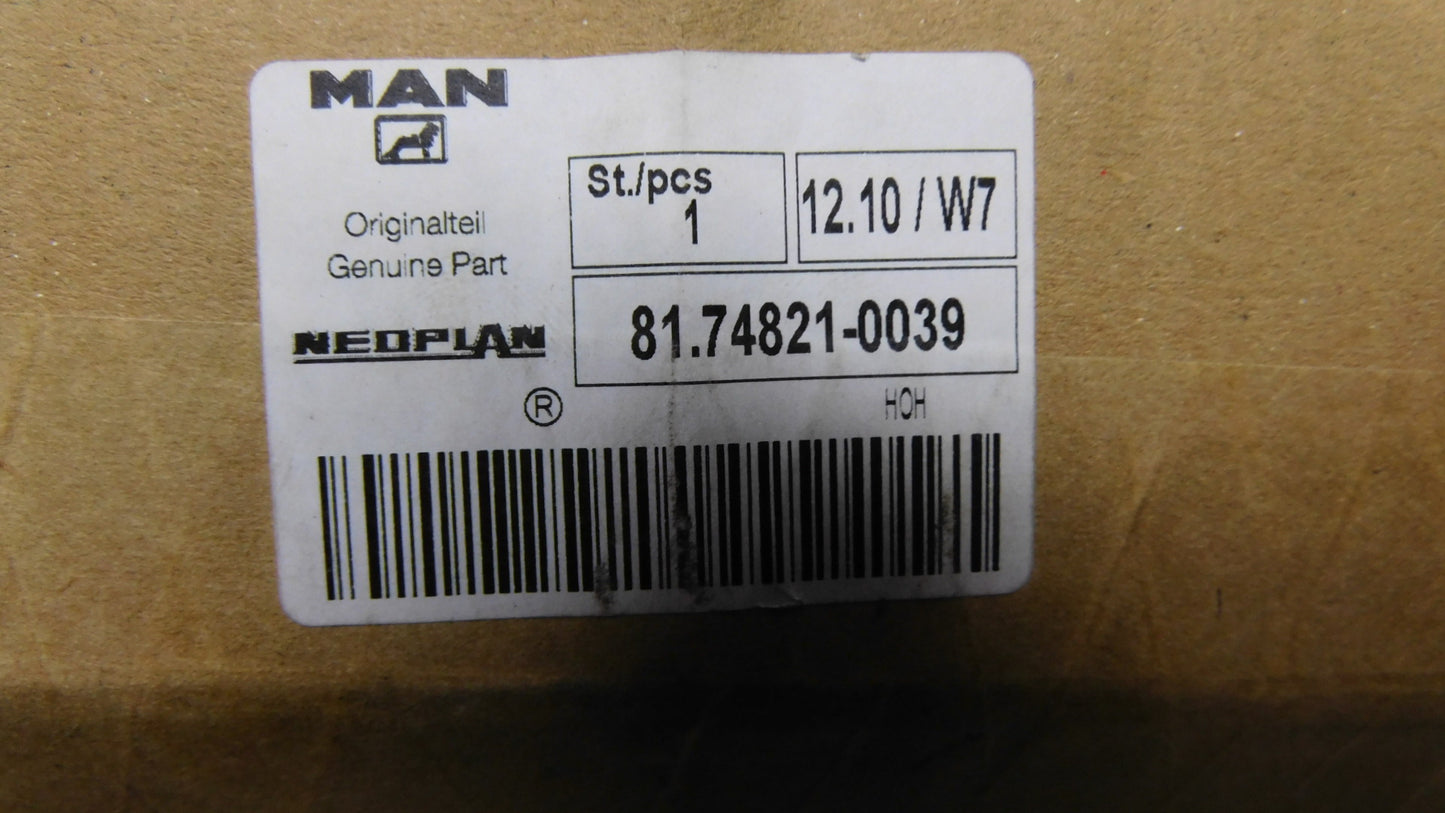 MAN
Originalteil
Genuine Part
NEOPLAN
®
St./pcs
1
12.10 / W7
81.74821-0039
HOH